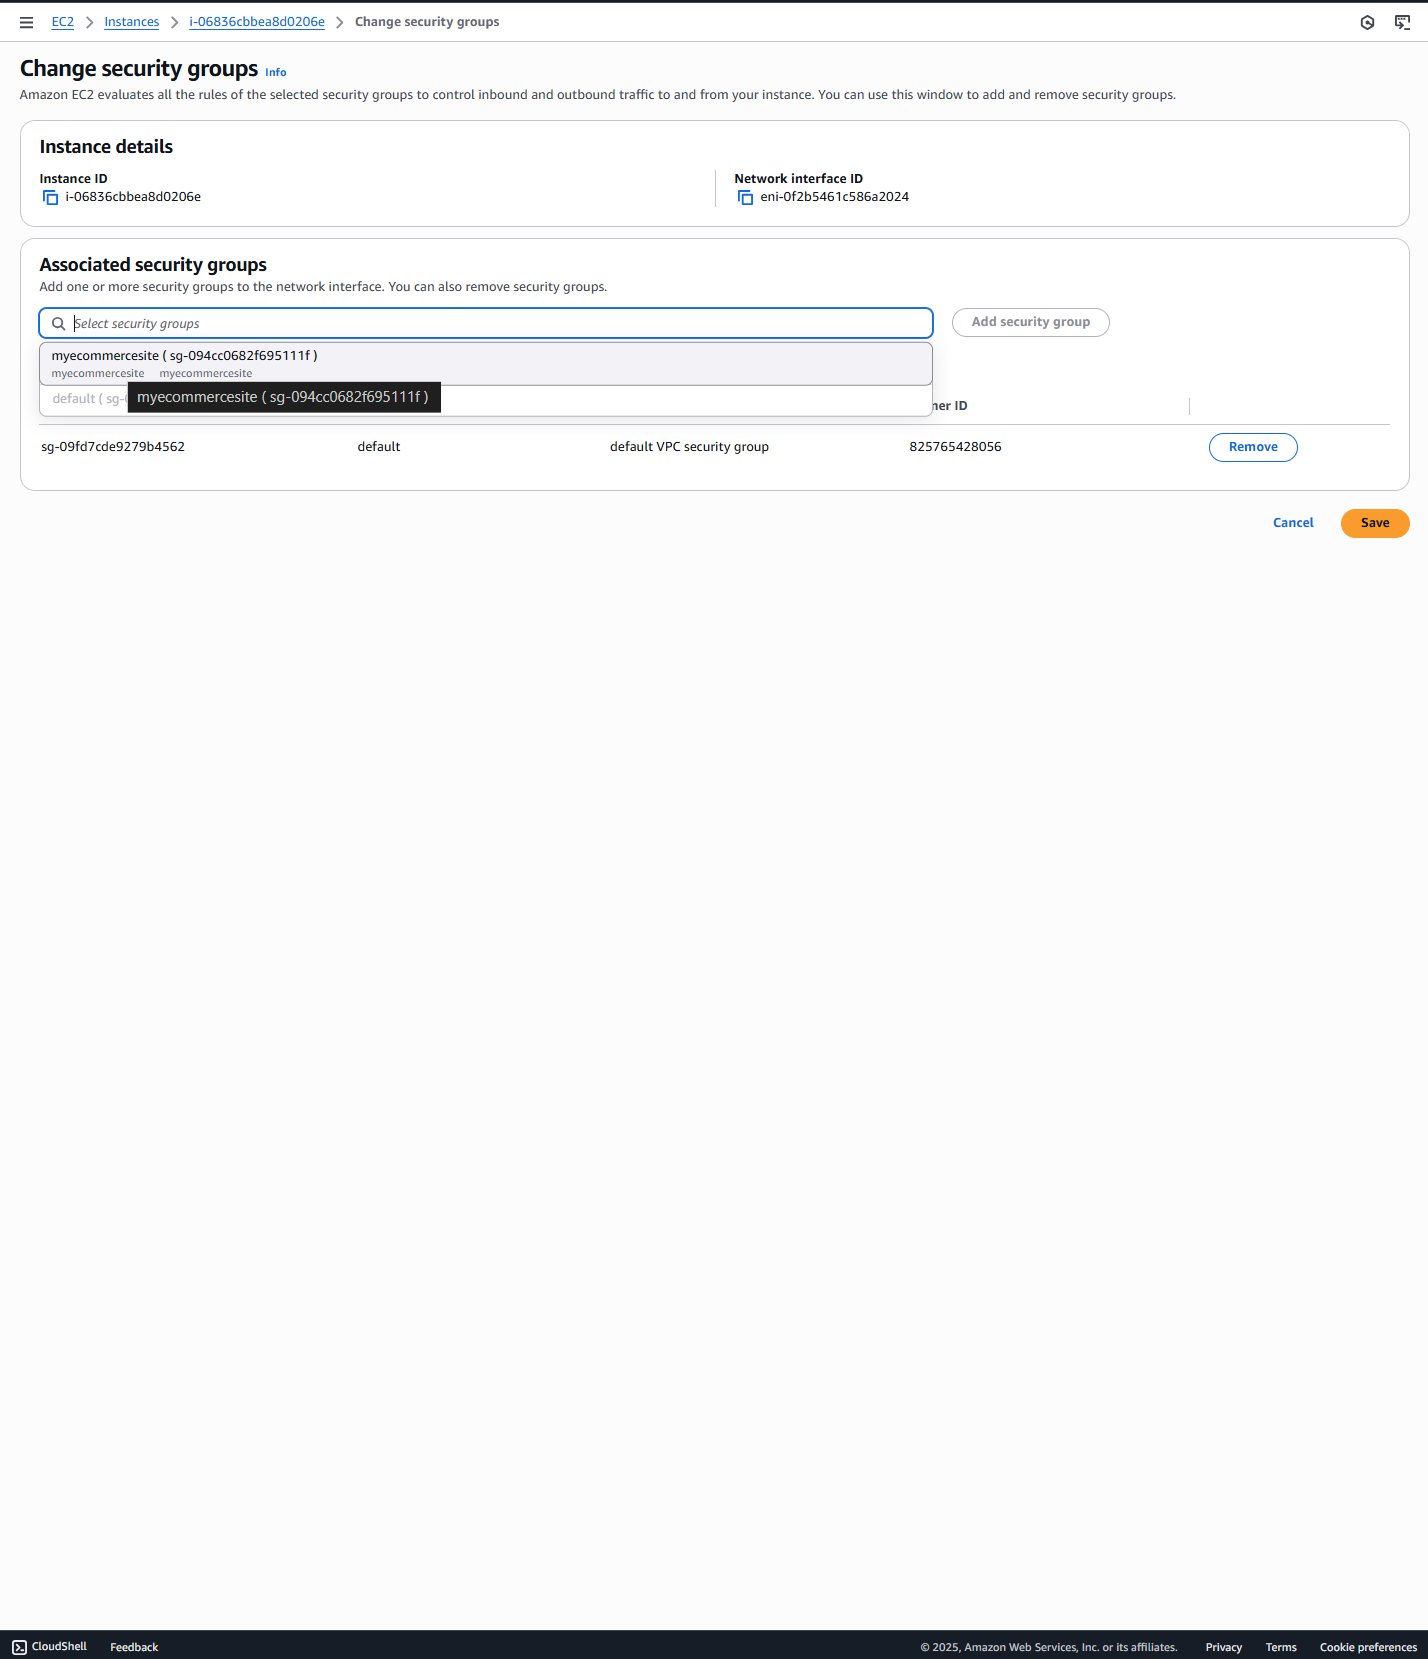 EC2 > Instances > i-06836cbbea8d0206e > Change security groups
Change security groups Info
Amazon EC2 evaluates all the rules of the selected security groups to control inbound and outbound traffic to and from your instance. You can use this window to add and remove security groups.
Instance details
Instance ID
i-06836cbbea8d0206e
Network interface ID
eni-0f2b5461c586a2024
Associated security groups
Add one or more security groups to the network interface. You can also remove security groups.
Select security groups
Add security group
myecommercesite ( sg-094cc0682f695111f )
myecommercesite myecommercesite
default ( sg-
myecommercesite ( sg-094cc0682f695111f )
ner ID
sg-09fd7cde9279b4562 default default VPC security group 825765428056 Remove
Cancel Save
CloudShell Feedback © 2025, Amazon Web Services, Inc. or its affiliates. Privacy Terms Cookie preferences